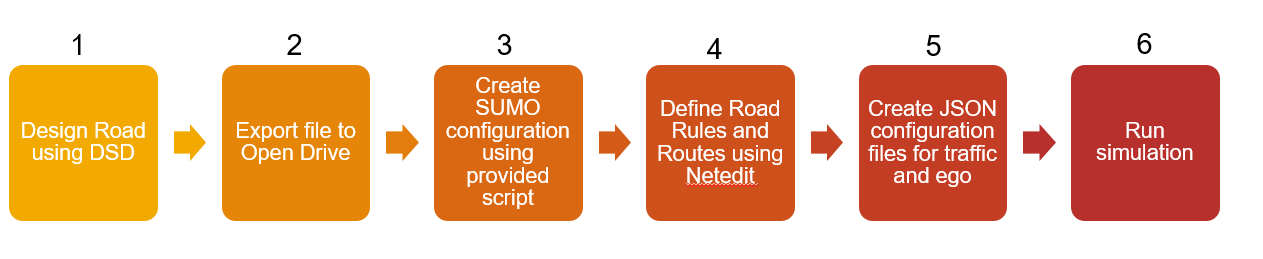 1
2
3
4
5
6
Design Road
using DSD
Export file to
Open Drive
Create
SUMO
configuration
using
provided
script
Define Road
Rules and
Routes using
Netedit
Create JSON
configuration
files for traffic
and ego
Run
simulation